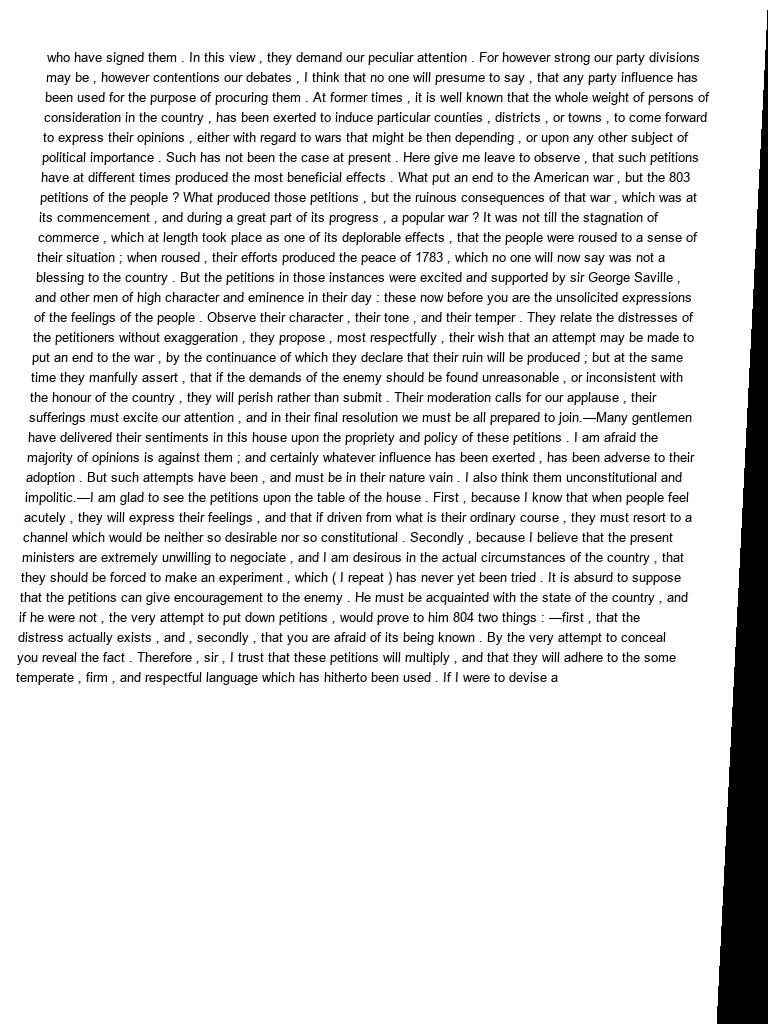 who have signed them . In this view , they demand our peculiar attention . For however strong our party divisions
may be , however contentions our debates , I think that no one will presume to say , that any party influence has
been used for the purpose of procuring them . At former times , it is well known that the whole weight of persons of
consideration in the country , has been exerted to induce particular counties , districts , or towns , to come forward
to express their opinions , either with regard to wars that might be then depending , or upon any other subject of
political importance . Such has not been the case at present . Here give me leave to observe , that such petitions
have at different times produced the most beneficial effects . What put an end to the American war , but the 803
petitions of the people ? What produced those petitions , but the ruinous consequences of that war , which was at
its commencement , and during a great part of its progress , a popular war ? It was not till the stagnation of
commerce , which at length took place as one of its deplorable effects , that the people were roused to a sense of
their situation ; when roused , their efforts produced the peace of 1783 , which no one will now say was not a
blessing to the country . But the petitions in those instances were excited and supported by sir George Saville ,
and other men of high character and eminence in their day : these now before you are the unsolicited expressions
of the feelings of the people . Observe their character , their tone , and their temper . They relate the distresses of
the petitioners without exaggeration , they propose , most respectfully , their wish that an attempt may be made to
put an end to the war , by the continuance of which they declare that their ruin will be produced ; but at the same
time they manfully assert , that if the demands of the enemy should be found unreasonable , or inconsistent with
the honour of the country , they will perish rather than submit . Their moderation calls for our applause , their
sufferings must excite our attention , and in their final resolution we must be all prepared to join.—Many gentlemen
have delivered their sentiments in this house upon the propriety and policy of these petitions . I am afraid the
majority of opinions is against them ; and certainly whatever influence has been exerted , has been adverse to their
adoption . But such attempts have been , and must be in their nature vain . I also think them unconstitutional and
impolitic.—I am glad to see the petitions upon the table of the house . First , because I know that when people feel
acutely , they will express their feelings , and that if driven from what is their ordinary course , they must resort to a
channel which would be neither so desirable nor so constitutional . Secondly , because I believe that the present
ministers are extremely unwilling to negociate , and I am desirous in the actual circumstances of the country , that
they should be forced to make an experiment , which ( I repeat ) has never yet been tried . It is absurd to suppose
that the petitions can give encouragement to the enemy . He must be acquainted with the state of the country , and
if he were not , the very attempt to put down petitions , would prove to him 804 two things : —first , that the
distress actually exists , and , secondly , that you are afraid of its being known . By the very attempt to conceal
you reveal the fact . Therefore , sir , I trust that these petitions will multiply , and that they will adhere to the some
temperate , firm , and respectful language which has hitherto been used . If I were to devise a